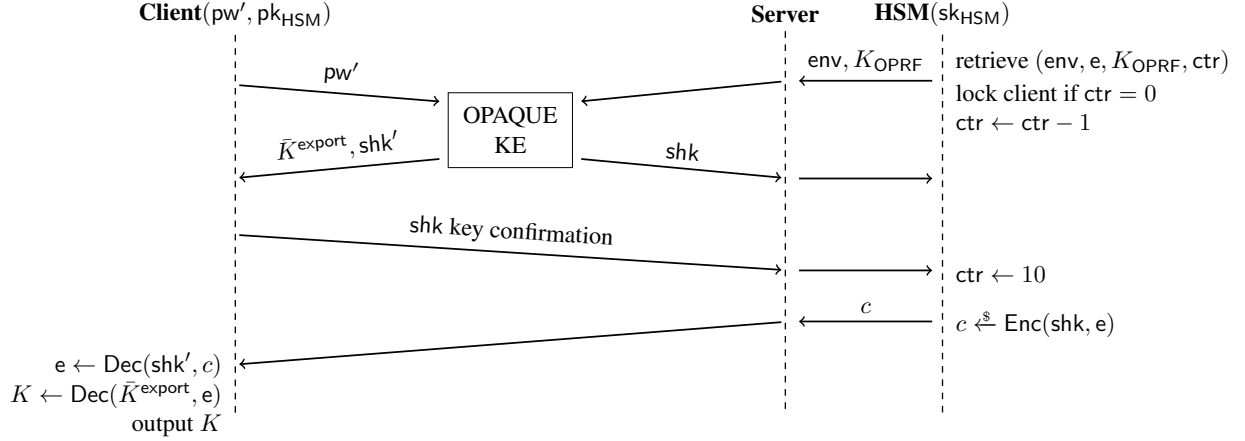 Client(pw′, pk_HSM) Server HSM(sk_HSM)
pw′
env, K_OPRF
retrieve (env, e, K_OPRF, ctr)
lock client if ctr = 0
ctr ← ctr − 1
OPAQUE
KE
K̄^export, shk′
shk
shk key confirmation
ctr ← 10
c
c ←$ Enc(shk, e)
e ← Dec(shk′, c)
K ← Dec(K̄^export, e)
output K